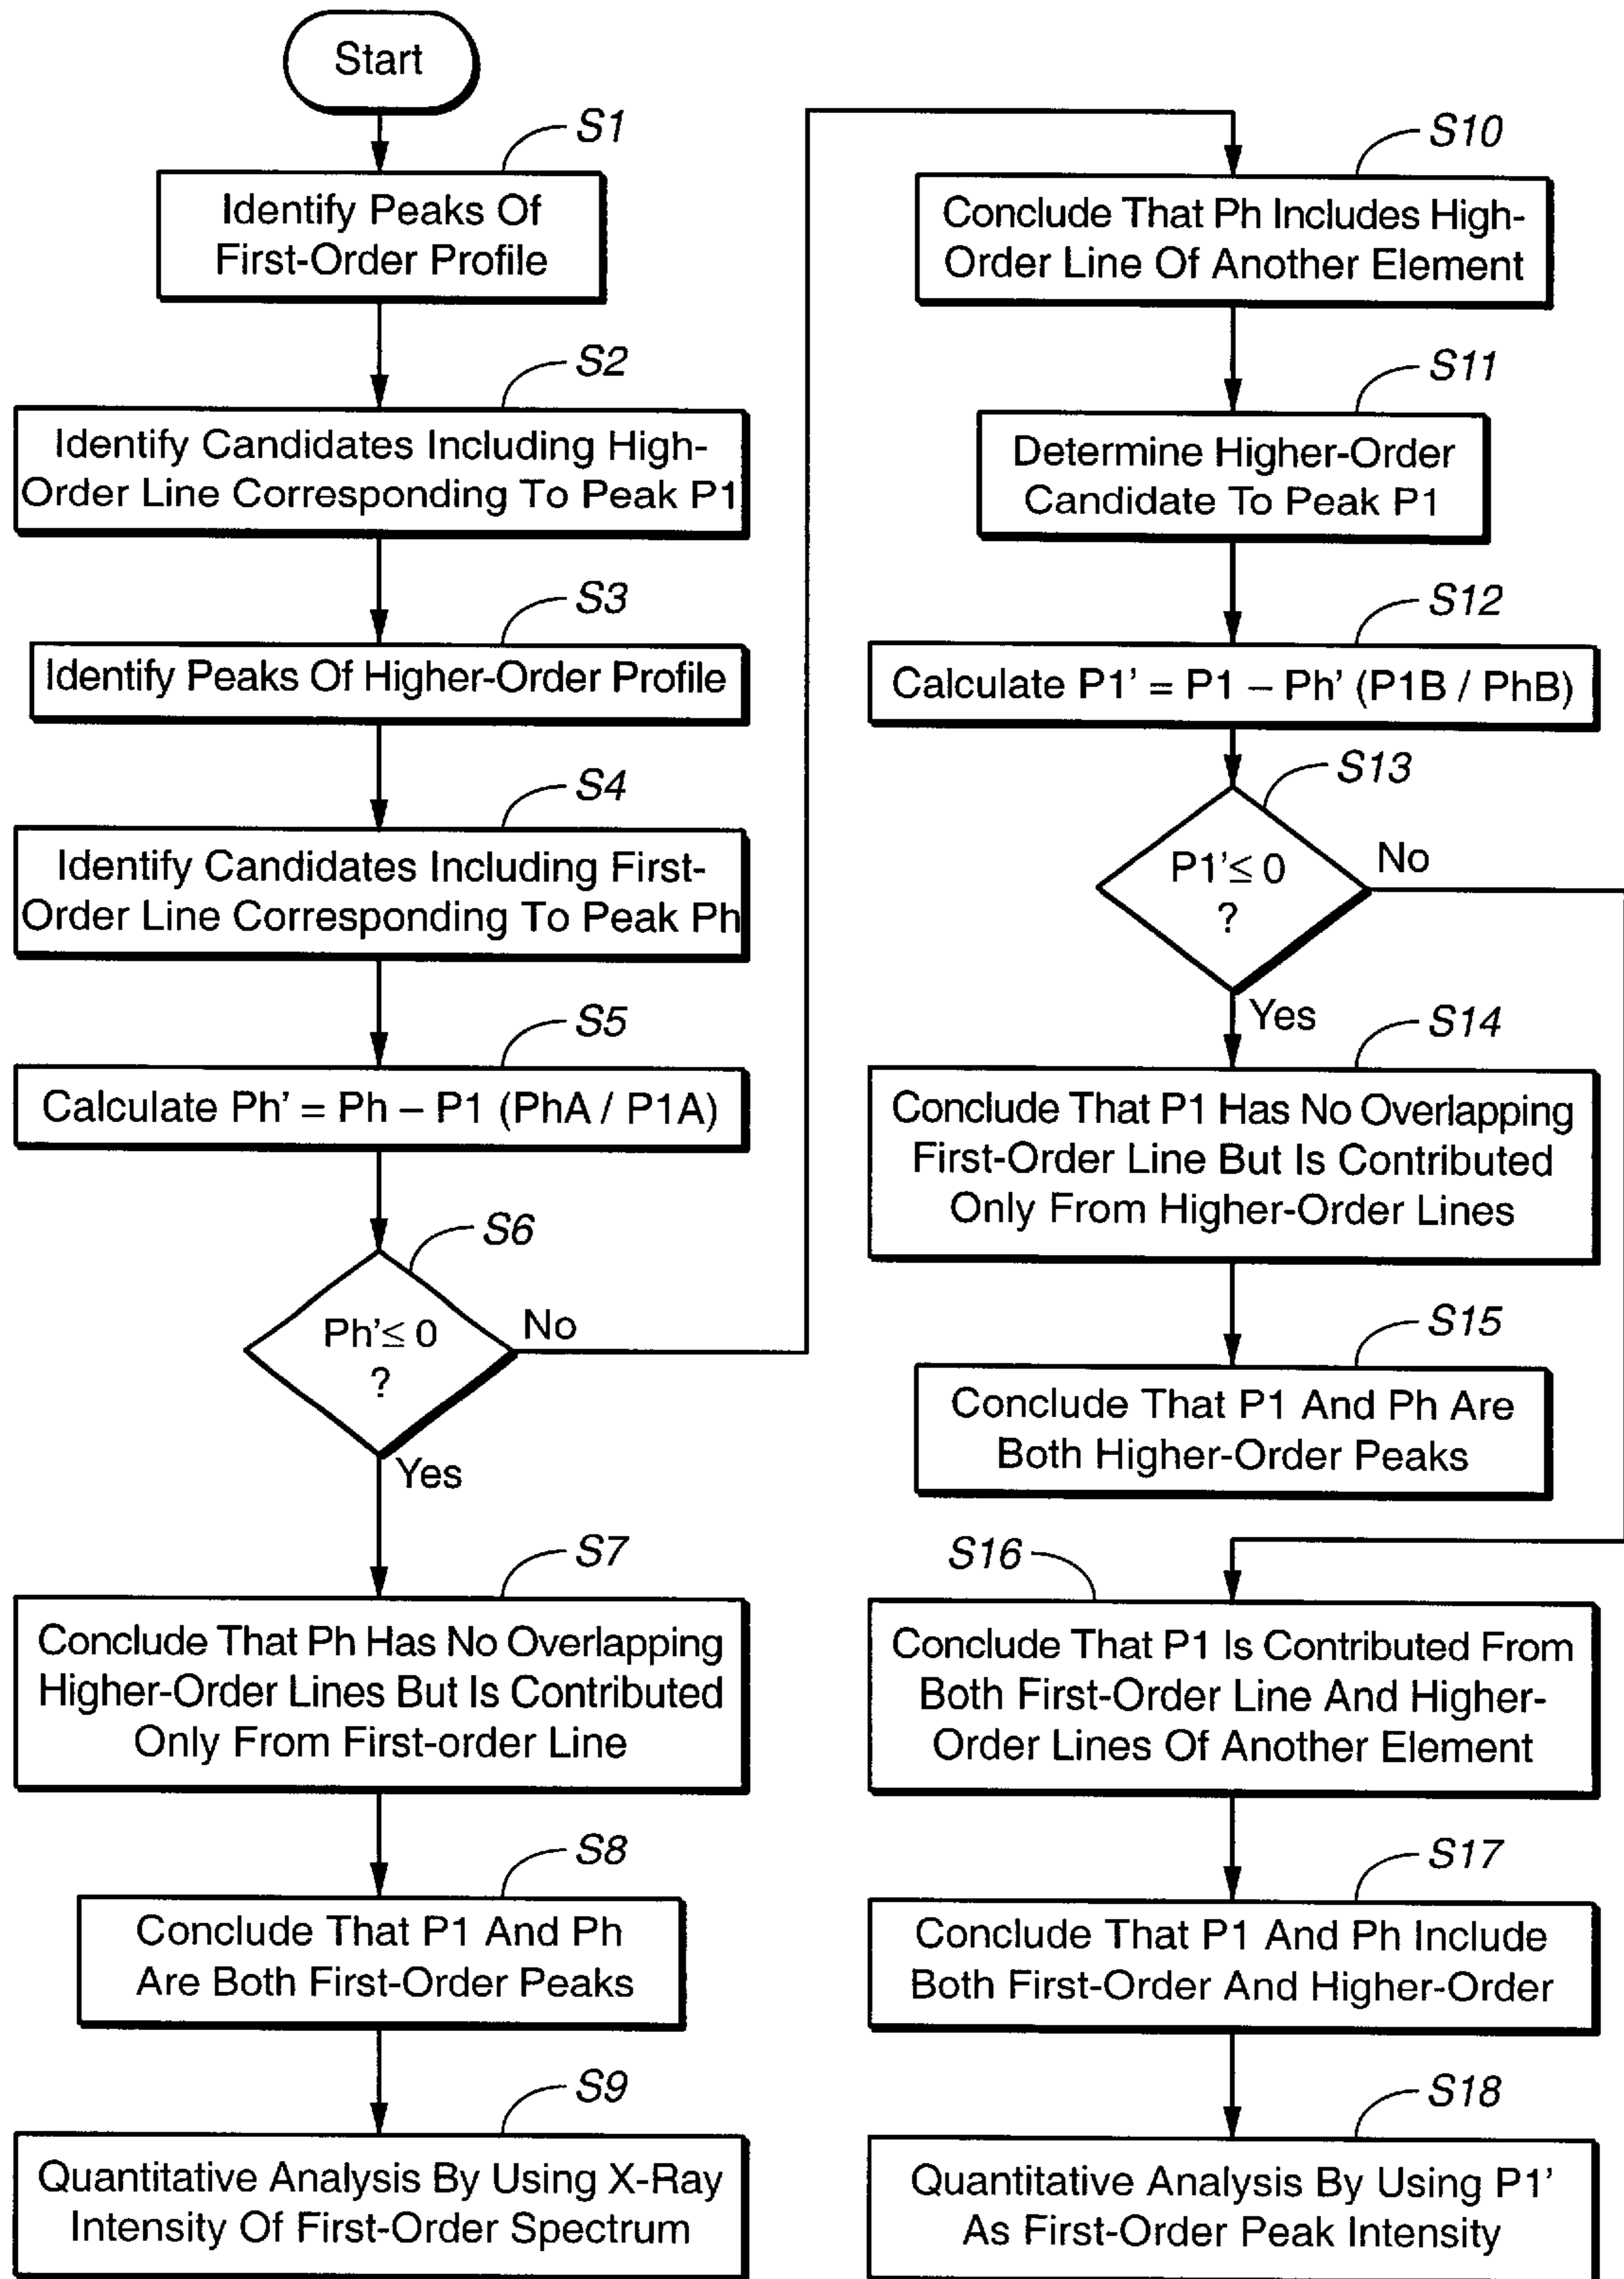 Start
S1
Identify Peaks Of
First-Order Profile
S2
Identify Candidates Including High-
Order Line Corresponding To Peak P1
S3
Identify Peaks Of Higher-Order Profile
S4
Identify Candidates Including First-
Order Line Corresponding To Peak Ph
S5
Calculate Ph' = Ph – P1 (PhA / P1A)
S6
Ph'≤ 0
?
No
Yes
S7
Conclude That Ph Has No Overlapping
Higher-Order Lines But Is Contributed
Only From First-order Line
S8
Conclude That P1 And Ph
Are Both First-Order Peaks
S9
Quantitative Analysis By Using X-Ray
Intensity Of First-Order Spectrum
S10
Conclude That Ph Includes High-
Order Line Of Another Element
S11
Determine Higher-Order
Candidate To Peak P1
S12
Calculate P1' = P1 – Ph' (P1B / PhB)
S13
P1'≤ 0
?
No
Yes
S14
Conclude That P1 Has No Overlapping
First-Order Line But Is Contributed
Only From Higher-Order Lines
S15
Conclude That P1 And Ph Are
Both Higher-Order Peaks
S16
Conclude That P1 Is Contributed From
Both First-Order Line And Higher-
Order Lines Of Another Element
S17
Conclude That P1 And Ph Include
Both First-Order And Higher-Order
S18
Quantitative Analysis By Using P1'
As First-Order Peak Intensity